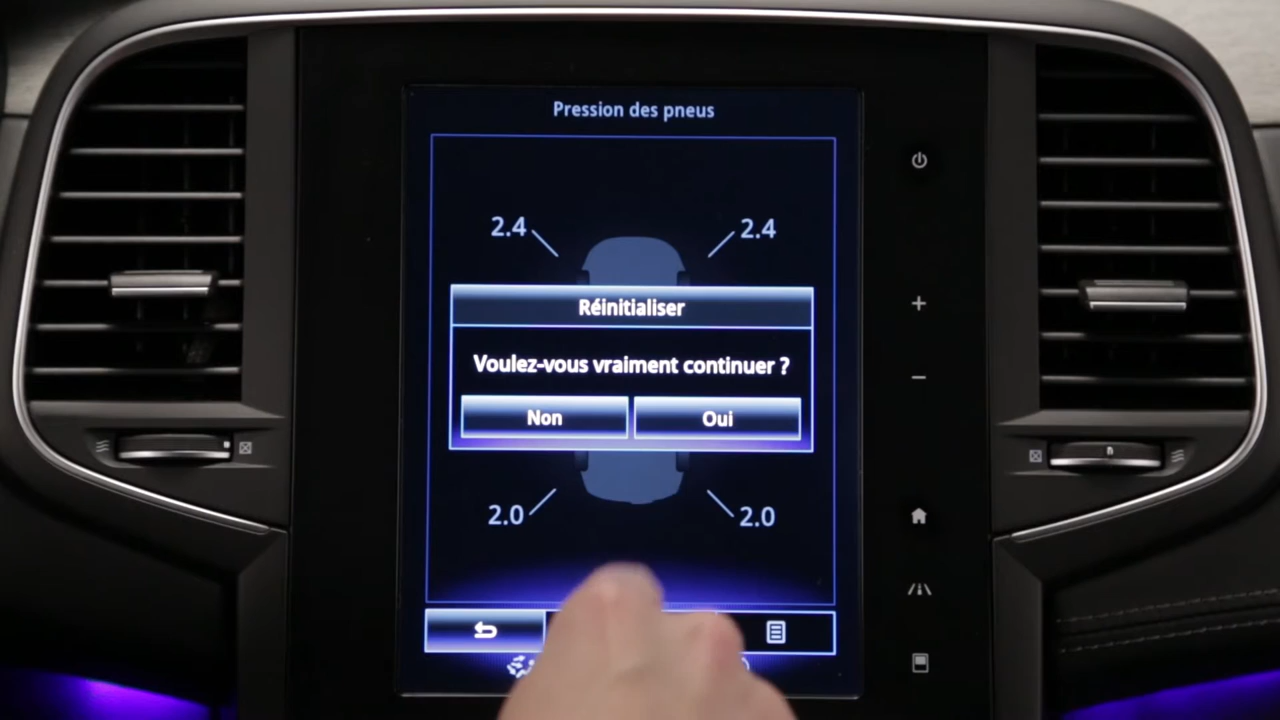 Pression des pneus
2.4 2.4
Réinitialiser
Voulez-vous vraiment continuer ?
Non Oui
2.0 2.0